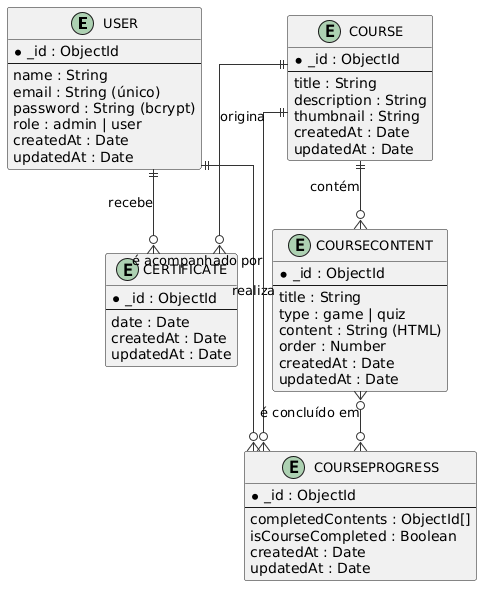 E USER
* _id : ObjectId
name : String
email : String (único)
password : String (bcrypt)
role : admin | user
createdAt : Date
updatedAt : Date
E COURSE
* _id : ObjectId
title : String
description : String
thumbnail : String
createdAt : Date
updatedAt : Date
origina
recebe
contém
E COURSECONTENT
* _id : ObjectId
title : String
type : game | quiz
content : String (HTML)
order : Number
createdAt : Date
updatedAt : Date
é acompanhado por
E CERTIFICATE
* _id : ObjectId
date : Date
createdAt : Date
updatedAt : Date
realiza
é concluído em
E COURSEPROGRESS
* _id : ObjectId
completedContents : ObjectId[]
isCourseCompleted : Boolean
createdAt : Date
updatedAt : Date